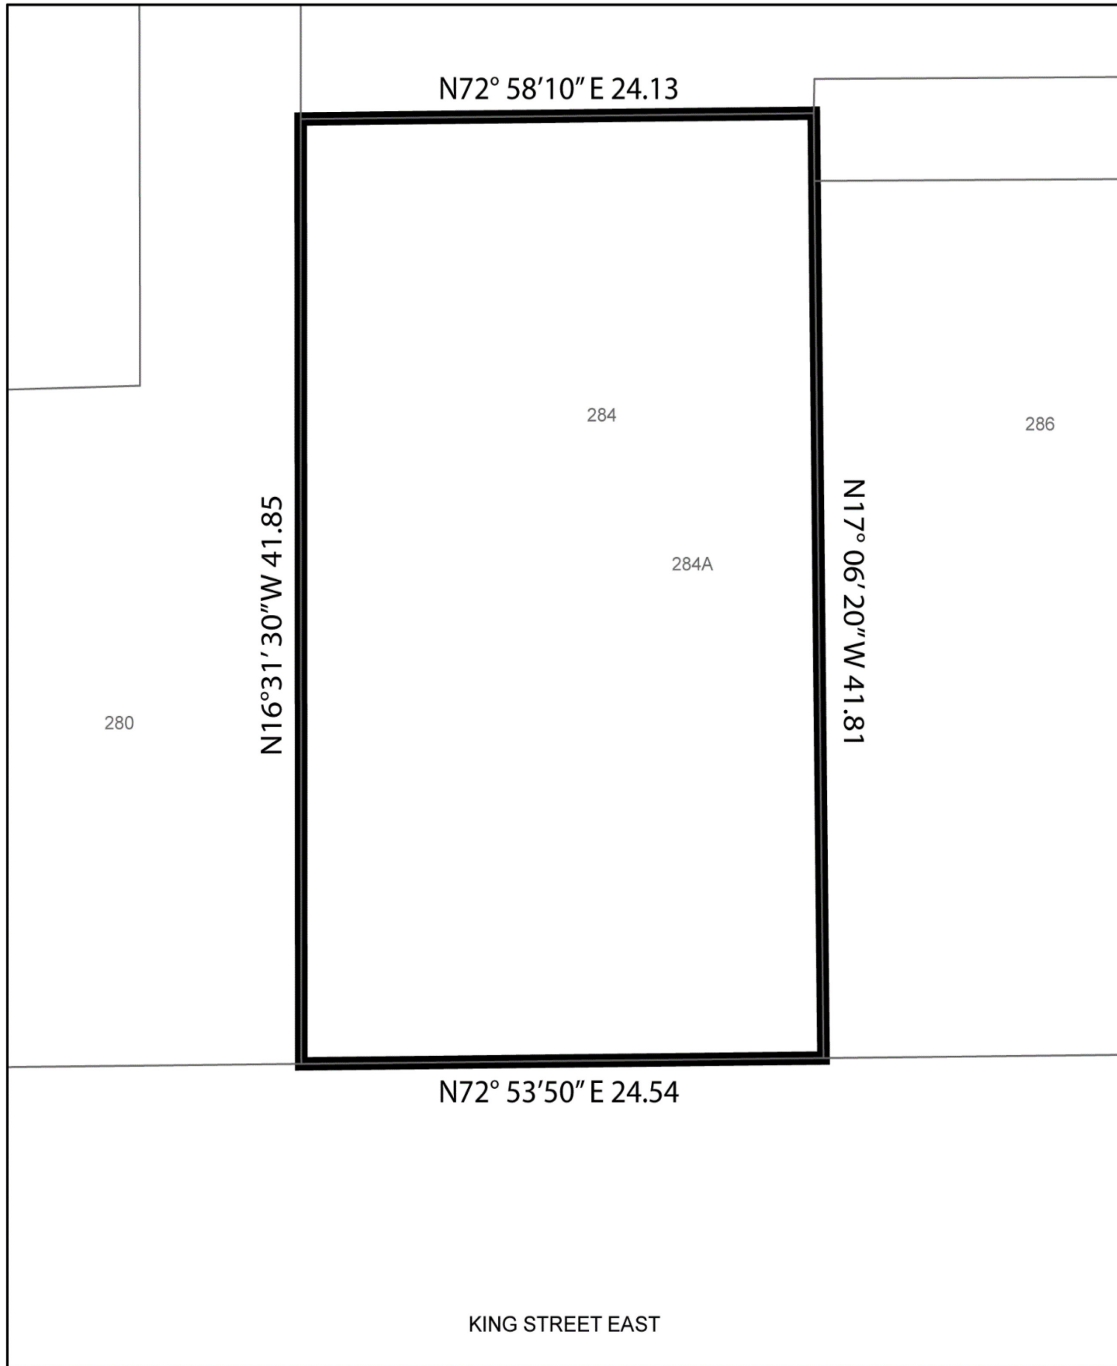 N72° 58’10” E 24.13
284
286
N16°31’ 30”W 41.85
N17° 06’ 20”W 41.81
284A
280
N72° 53’50” E 24.54
KING STREET EAST